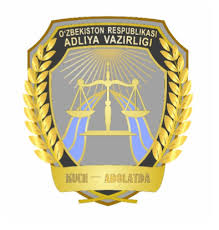 O'ZBEKISTON RESPUBLIKASI
ADLIYA VAZIRLIGI
KUCH — ADOLATDA